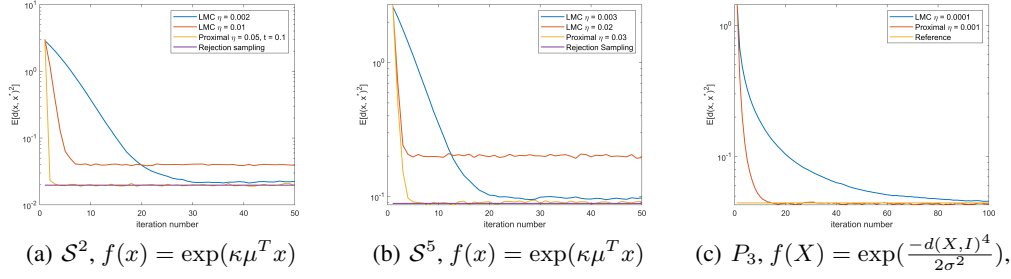 10^1
10^0
10^-1
10^-2
E[d(x, x^*)^2]
0 10 20 30 40 50
iteration number
LMC η = 0.002
LMC η = 0.01
Proximal η = 0.05, t = 0.1
Rejection sampling
10^0
10^-1
E[d(x, x^*)^2]
0 10 20 30 40 50
iteration number
LMC η = 0.003
LMC η = 0.02
Proximal η = 0.03
Rejection Sampling
10^0
10^-1
E[d(x, x^*)^2]
0 20 40 60 80 100
iteration number
LMC η = 0.0001
Proximal η = 0.001
Reference
(a) S^2, f(x) = exp(κμ^T x)
(b) S^5, f(x) = exp(κμ^T x)
(c) P_3, f(X) = exp(\frac{-d(X,I)^4}{2σ^2}),